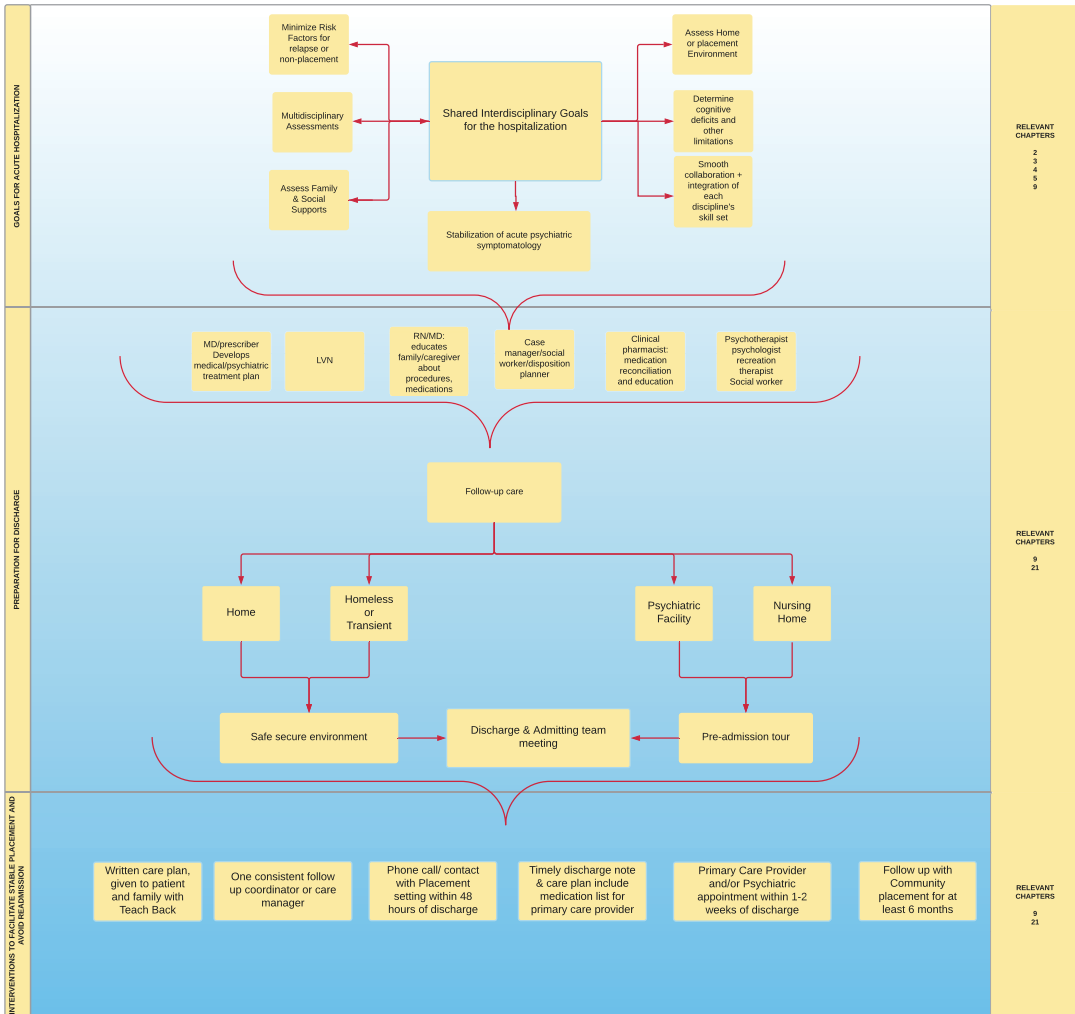 GOALS FOR ACUTE HOSPITALIZATION
Minimize Risk
Factors for
relapse or
non-placement
Multidisciplinary
Assessments
Assess Family
& Social
Supports
Shared Interdisciplinary Goals
for the hospitalization
Stabilization of acute psychiatric
symptomatology
Assess Home
or placement
Environment
Determine
cognitive
deficits and
other
limitations
Smooth
collaboration +
integration of
each
discipline's
skill set
RELEVANT
CHAPTERS
2
3
4
5
9
PREPARATION FOR DISCHARGE
MD/prescriber
Develops
medical/psychiatric
treatment plan
LVN
RN/MD:
educates
family/caregiver
about
procedures,
medications
Case
manager/social
worker/disposition
planner
Clinical
pharmacist:
medication
reconciliation
and education
Psychotherapist
psychologist
recreation
therapist
Social worker
Follow-up care
Home
Homeless
or
Transient
Psychiatric
Facility
Nursing
Home
Safe secure environment
Discharge & Admitting team
meeting
Pre-admission tour
RELEVANT
CHAPTERS
9
21
INTERVENTIONS TO FACILITATE STABLE PLACEMENT AND
AVOID READMISSION
Written care plan,
given to patient
and family with
Teach Back
One consistent follow
up coordinator or care
manager
Phone call/ contact
with Placement
setting within 48
hours of discharge
Timely discharge note
& care plan include
medication list for
primary care provider
Primary Care Provider
and/or Psychiatric
appointment within 1-2
weeks of discharge
Follow up with
Community
placement for at
least 6 months
RELEVANT
CHAPTERS
9
21